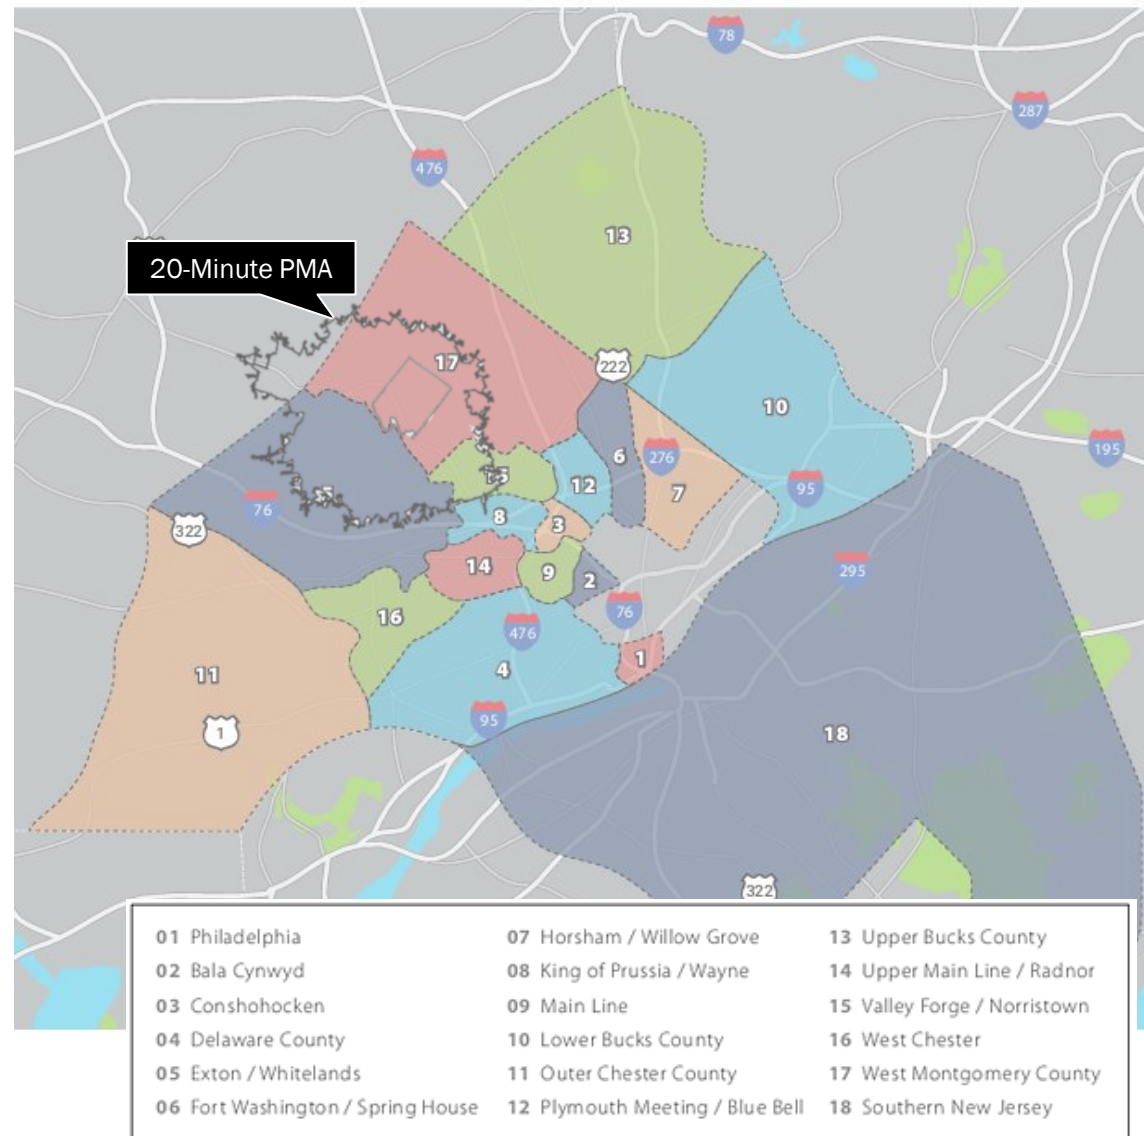 78
287
476
13
20-Minute PMA
17
222
10
6
276
195
15
12
7
76
95
322
8
3
14
9
2
295
16
76
476
1
11
4
95
1
18
322
01 Philadelphia
02 Bala Cynwyd
03 Conshohocken
04 Delaware County
05 Exton / Whitelands
06 Fort Washington / Spring House
07 Horsham / Willow Grove
08 King of Prussia / Wayne
09 Main Line
10 Lower Bucks County
11 Outer Chester County
12 Plymouth Meeting / Blue Bell
13 Upper Bucks County
14 Upper Main Line / Radnor
15 Valley Forge / Norristown
16 West Chester
17 West Montgomery County
18 Southern New Jersey